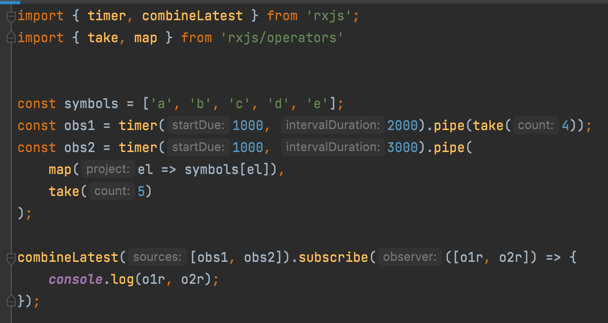 import { timer, combineLatest } from 'rxjs';
import { take, map } from 'rxjs/operators'
const symbols = ['a', 'b', 'c', 'd', 'e'];
const obs1 = timer( startDue: 1000, intervalDuration: 2000).pipe(take( count: 4));
const obs2 = timer( startDue: 1000, intervalDuration: 3000).pipe(
map( project: el => symbols[el]),
take( count: 5)
);
combineLatest( sources: [obs1, obs2]).subscribe( observer: ([o1r, o2r]) => {
console.log(o1r, o2r);
});